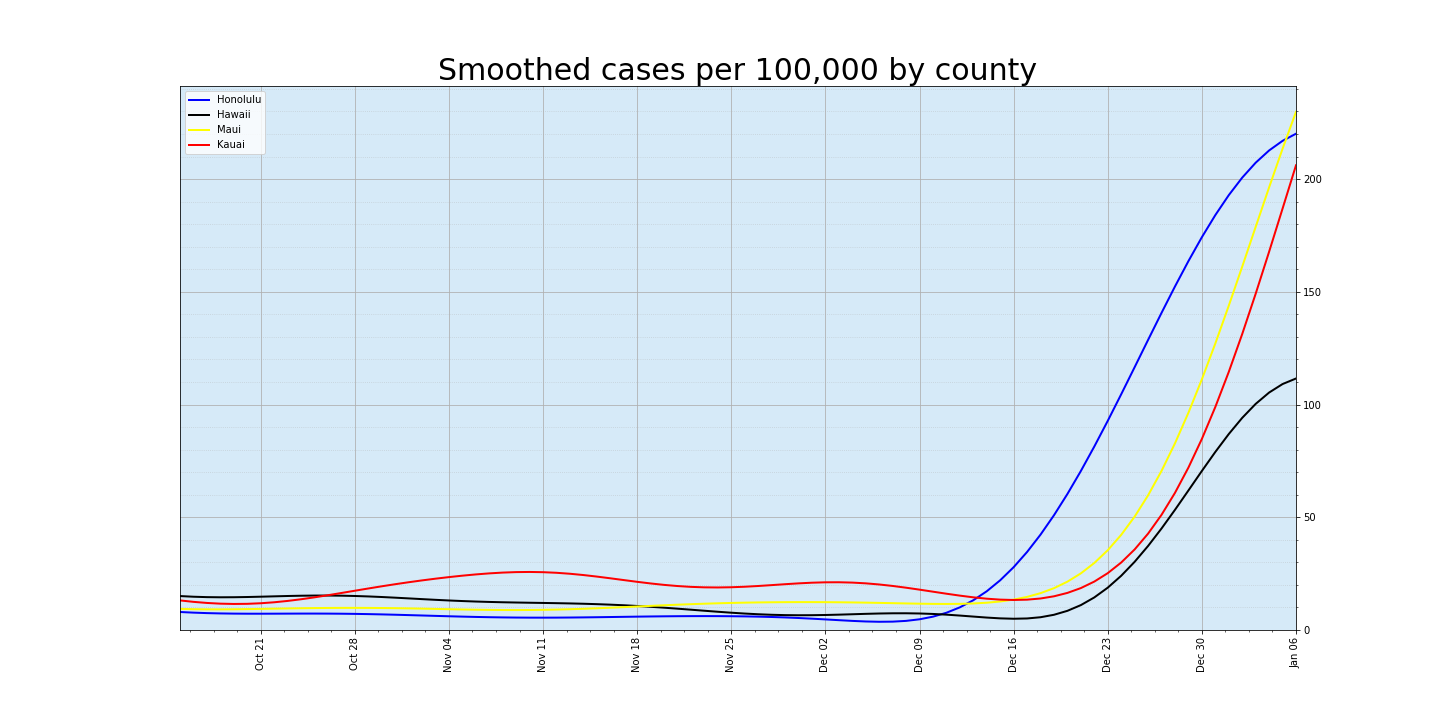 Smoothed cases per 100,000 by county
Honolulu
Hawaii
Maui
Kauai
200
150
100
50
0
Oct 21
Oct 28
Nov 04
Nov 11
Nov 18
Nov 25
Dec 02
Dec 09
Dec 16
Dec 23
Dec 30
Jan 06